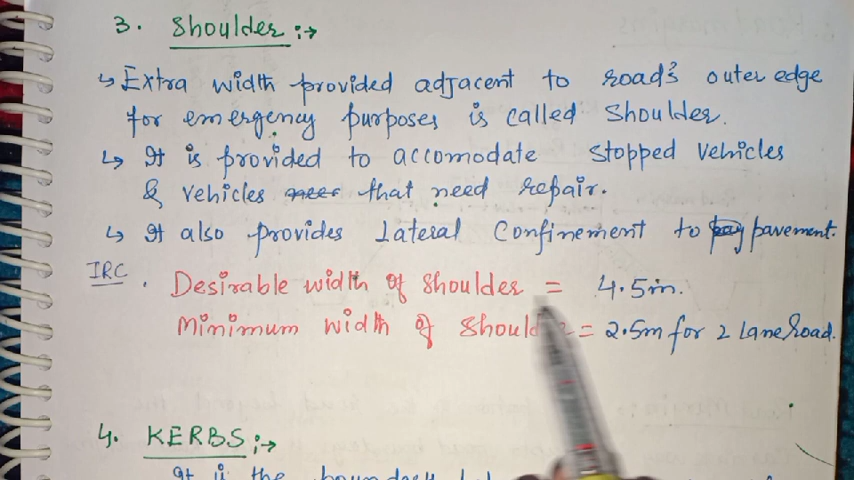 3. Shoulder :→
↳ Extra width provided adjacent to road's outer edge
for emergency purposes is called Shoulder.
↳ It is provided to accomodate stopped vehicles
& vehicles that need repair.
↳ It also provides Lateral Confinement to pavement.
IRC . Desirable width of shoulder = 4.5m.
Minimum width of should = 2.5m for 2 Lane Road.
4. KERBS :→
It is the boundary